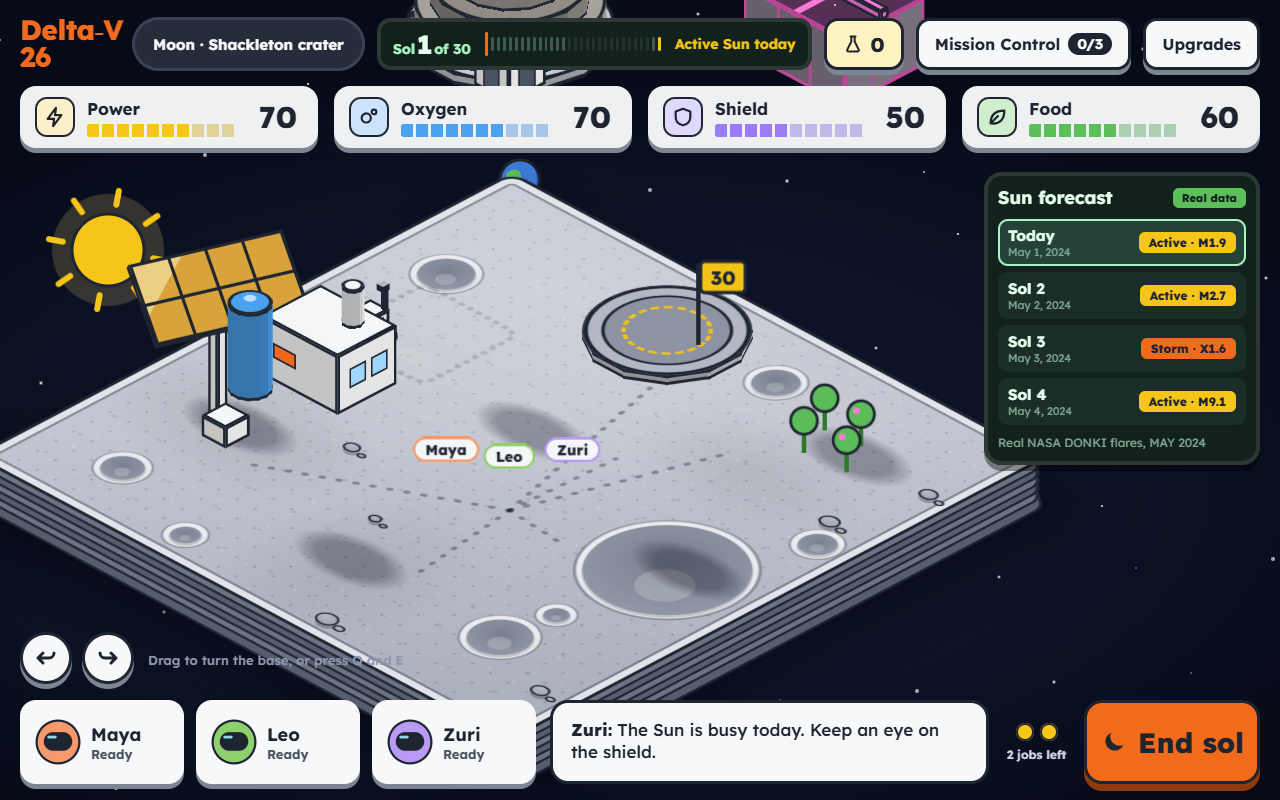 Delta-V
26
Moon · Shackleton crater
Sol 1 of 30
Active Sun today
0
Mission Control 0/3
Upgrades
Power 70
Oxygen 70
Shield 50
Food 60
Sun forecast
Real data
Today
May 1, 2024
Active · M1.9
Sol 2
May 2, 2024
Active · M2.7
Sol 3
May 3, 2024
Storm · X1.6
Sol 4
May 4, 2024
Active · M9.1
Real NASA DONKI flares, MAY 2024
30
Maya
Leo
Zuri
Drag to turn the base, or press Q and E
Maya
Ready
Leo
Ready
Zuri
Ready
Zuri: The Sun is busy today. Keep an eye on
the shield.
2 jobs left
End sol